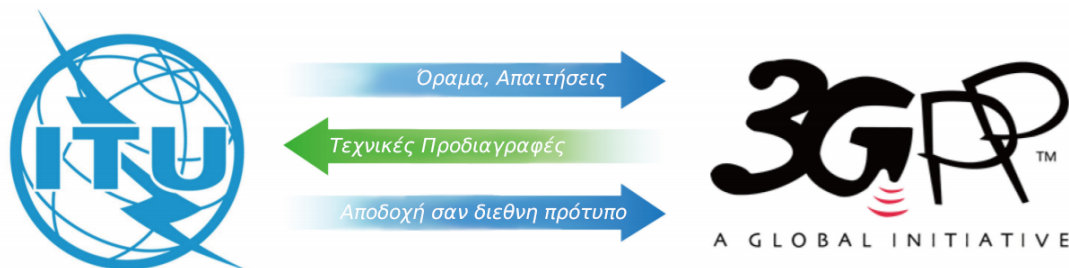 ITU
Όραμα, Απαιτήσεις
Τεχνικές Προδιαγραφές
Αποδοχή σαν διεθνη πρότυπο
3GPP™
A GLOBAL INITIATIVE